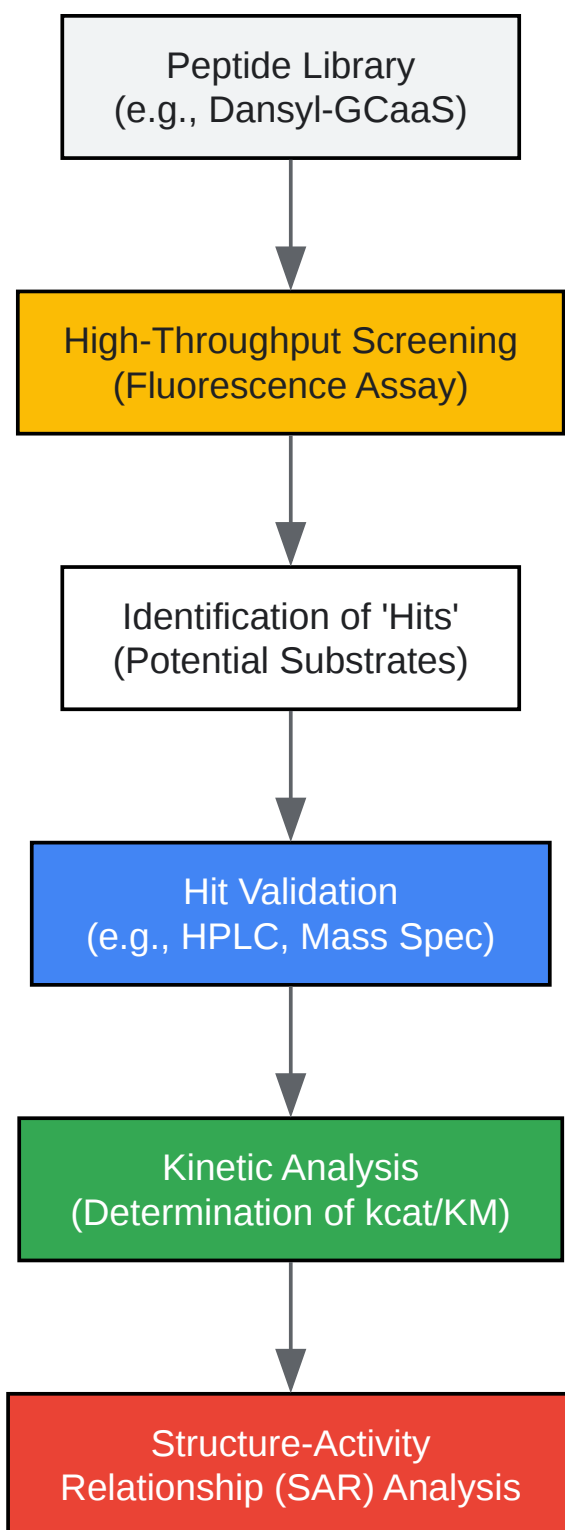 Peptide Library
(e.g., Dansyl-GCaaS)
High-Throughput Screening
(Fluorescence Assay)
Identification of 'Hits'
(Potential Substrates)
Hit Validation
(e.g., HPLC, Mass Spec)
Kinetic Analysis
(Determination of kcat/KM)
Structure-Activity
Relationship (SAR) Analysis